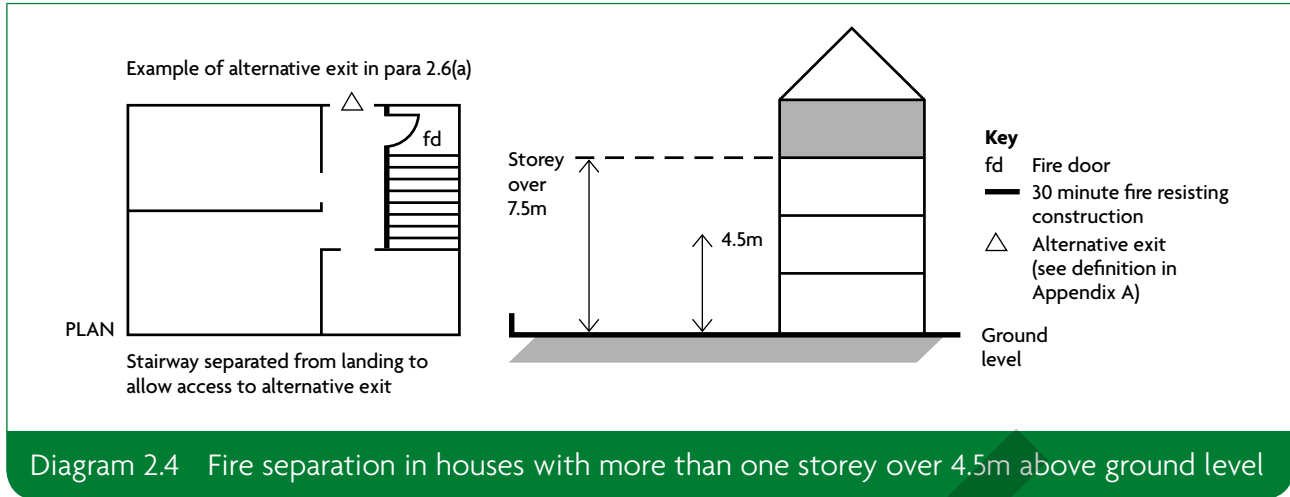 Example of alternative exit in para 2.6(a)
fd
PLAN
Stairway separated from landing to
allow access to alternative exit
Storey
over
7.5m
4.5m
Ground
level
Key
fd Fire door
30 minute fire resisting
construction
Alternative exit
(see definition in
Appendix A)
Diagram 2.4 Fire separation in houses with more than one storey over 4.5m above ground level